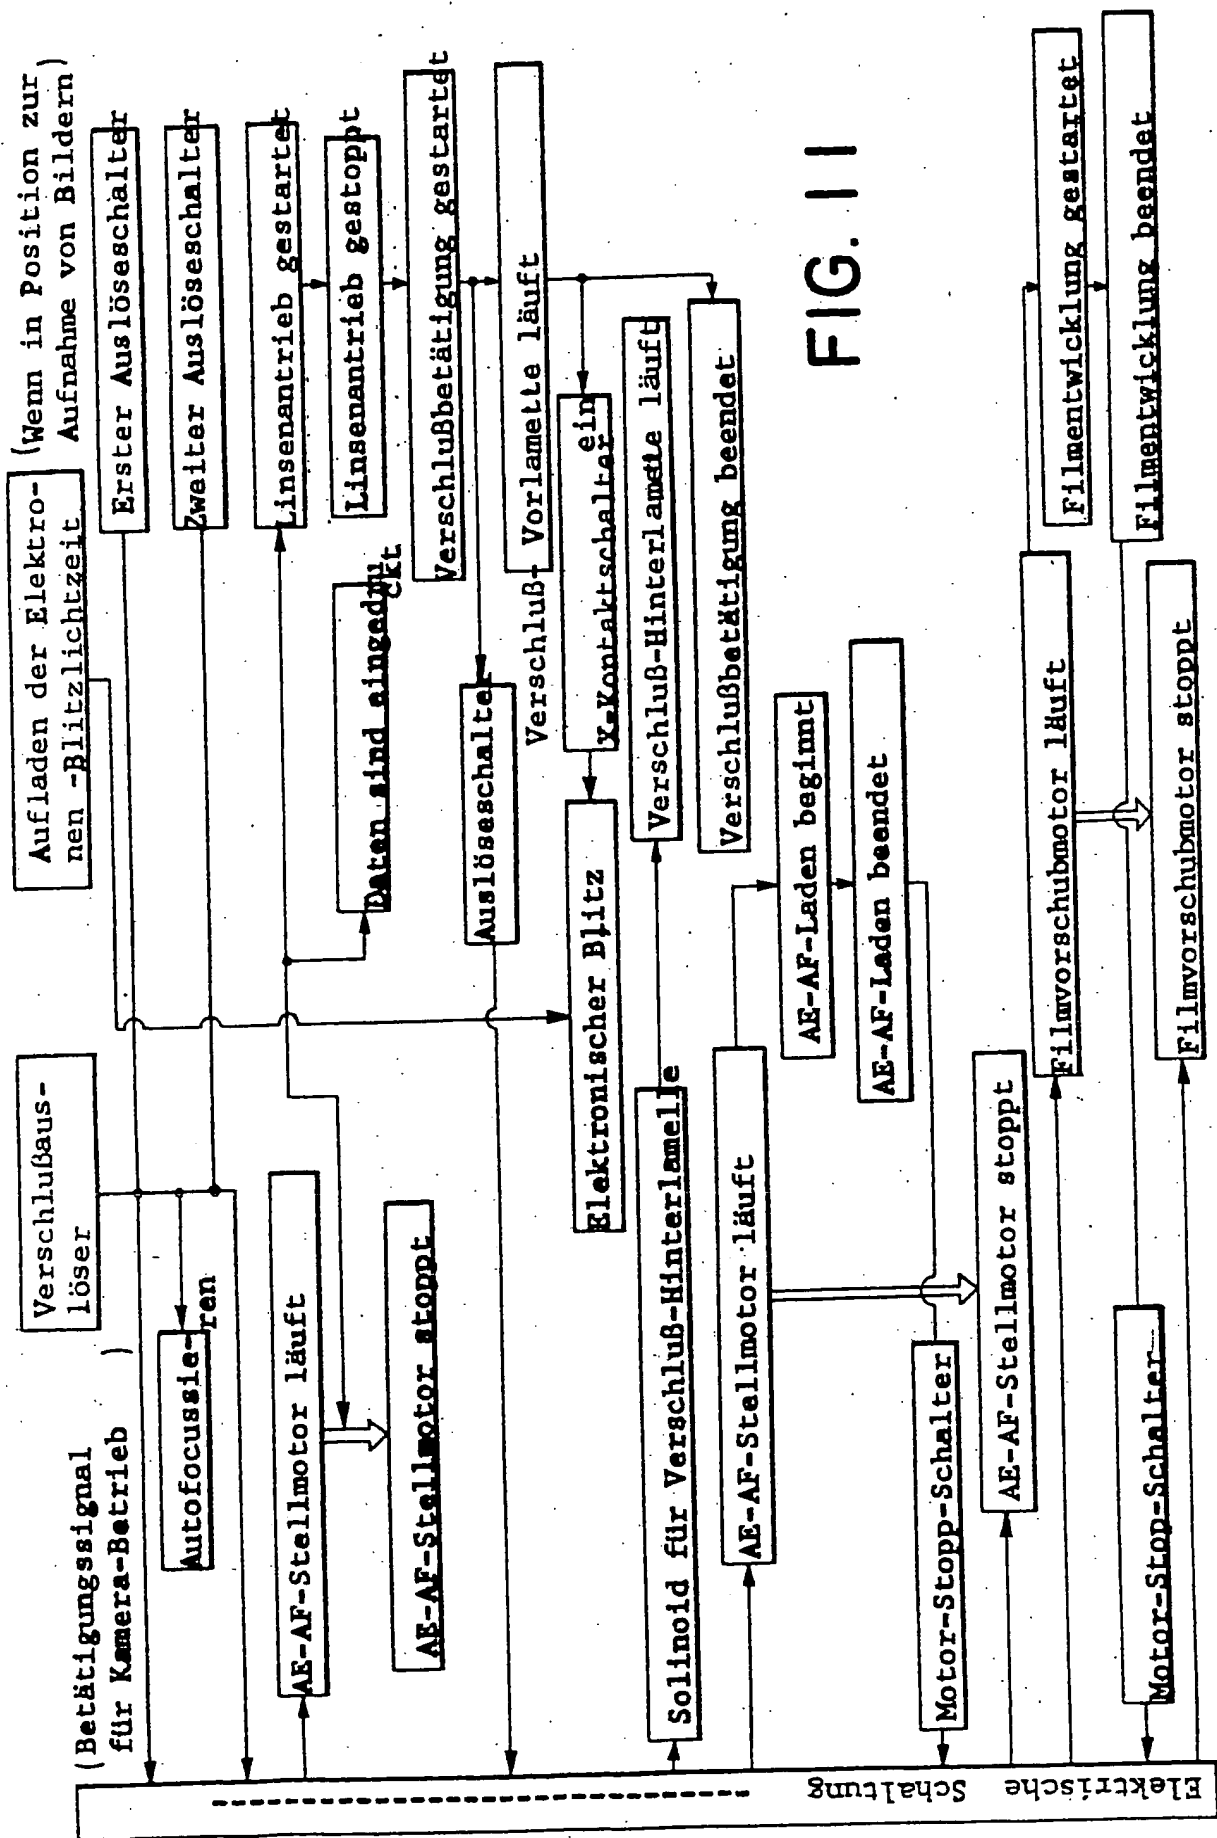 (Betätigungssignal
für Kamera-Betrieb)
Verschlußaus-
löser
Aufladen der Elektro-
nen -Blitzlichtzeit
(Wenn in Position zur
Aufnahme von Bildern)
Erster Auslöseschalter
Autofocussie-
ren
Zweiter Auslöseschalter
AE-AF-Stellmotor läuft
Linsenantrieb gestartet
AE-AF-Stellmotor stoppt
Daten sind eingedru
ckt
Linsenantrieb gestoppt
Verschlußbetätigung gestartet
Auslöseschalter
Verschluß- Vorlamelle läuft
Elektronischer Blitz
ein
X-Kontaktschalter
Solinoid für Verschluß-Hinterlamelle
Verschluß-Hinterlamelle läuft
Verschlußbetätigung beendet
AE-AF-Stellmotor läuft
AE-AF-Laden beginnt
AE-AF-Laden beendet
FIG. 11
Motor-Stopp-Schalter
AE-AF-Stellmotor stoppt
Filmvorschubmotor läuft
Filmentwicklung gestartet
Filmentwicklung beendet
Motor-Stop-Schalter
Filmvorschubmotor stoppt
Elektrische Schaltung